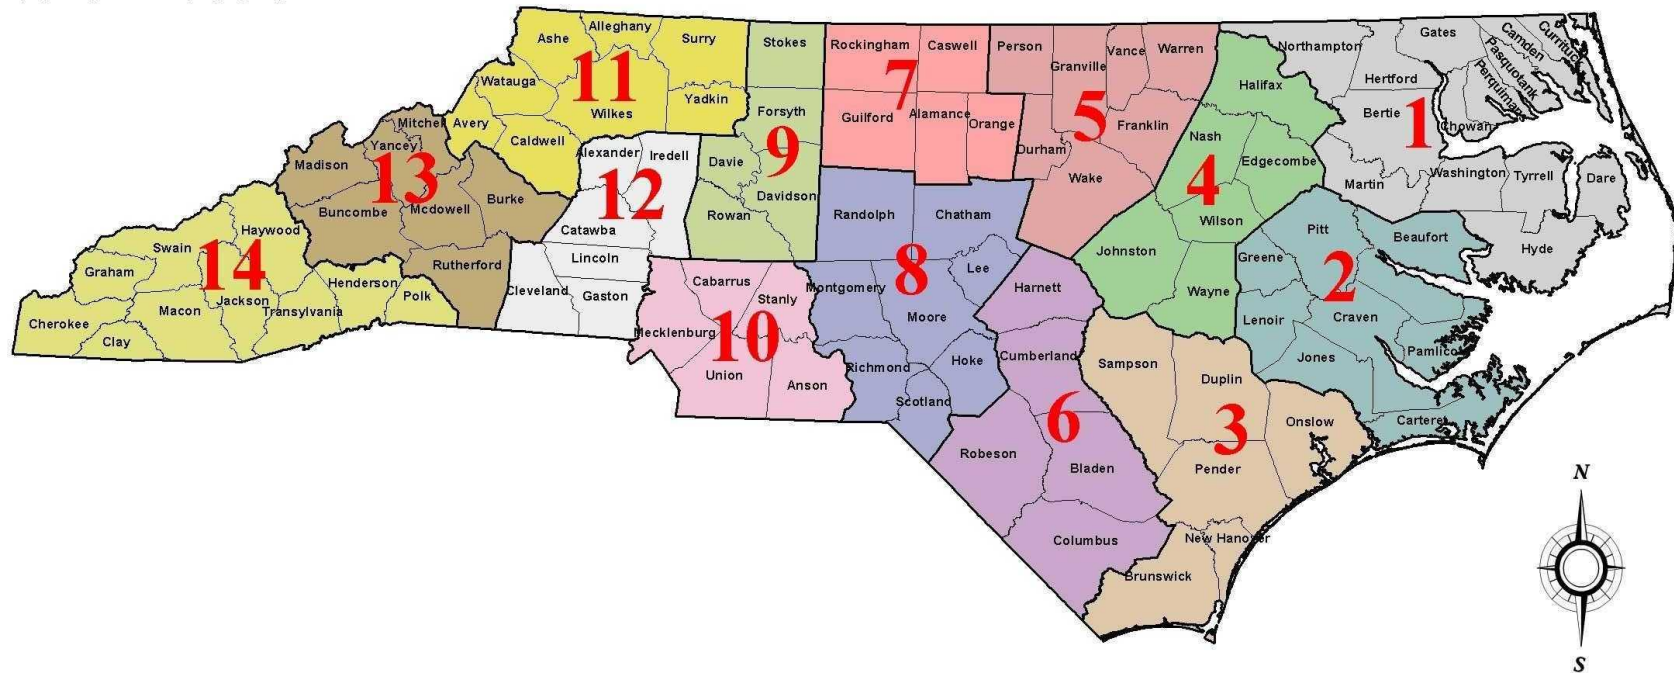 Alleghany
Ashe
Surry
Watauga
11
Wilkes
Yadkin
Avery
Caldwell
Mitchel
Yancey
Madison
13
Buncombe
Mcdowell
Burke
Rutherford
Haywood
Swain
Graham
14
Henderson
Polk
Jackson
Macon
Transylvania
Cherokee
Clay
Alexander
Iredell
12
Catawba
Lincoln
Cleveland
Gaston
Stokes
Forsyth
9
Davie
Davidson
Rowan
Cabarrus
Stanly
Mecklenburg
10
Union
Anson
Rockingham
Caswell
7
Guilford
Alamance
Orange
Randolph
Chatham
8
Lee
Montgomery
Moore
Hoke
Richmond
Scotland
Person
Vance
Warren
Granville
5
Franklin
Durham
Wake
Halifax
Nash
Edgecombe
4
Wilson
Johnston
Wayne
Harnett
Cumberland
6
Robeson
Bladen
Columbus
Sampson
Duplin
3
Onslow
Pender
New Hanover
Brunswick
Pitt
Beaufort
Greene
2
Lenoir
Craven
Jones
Pamlico
Carteret
Northampton
Gates
Hertford
Bertie
1
Chowan
Perquiman
Pasquotank
Camden
Currituck
Martin
Washington
Tyrrell
Dare
Hyde
N
S